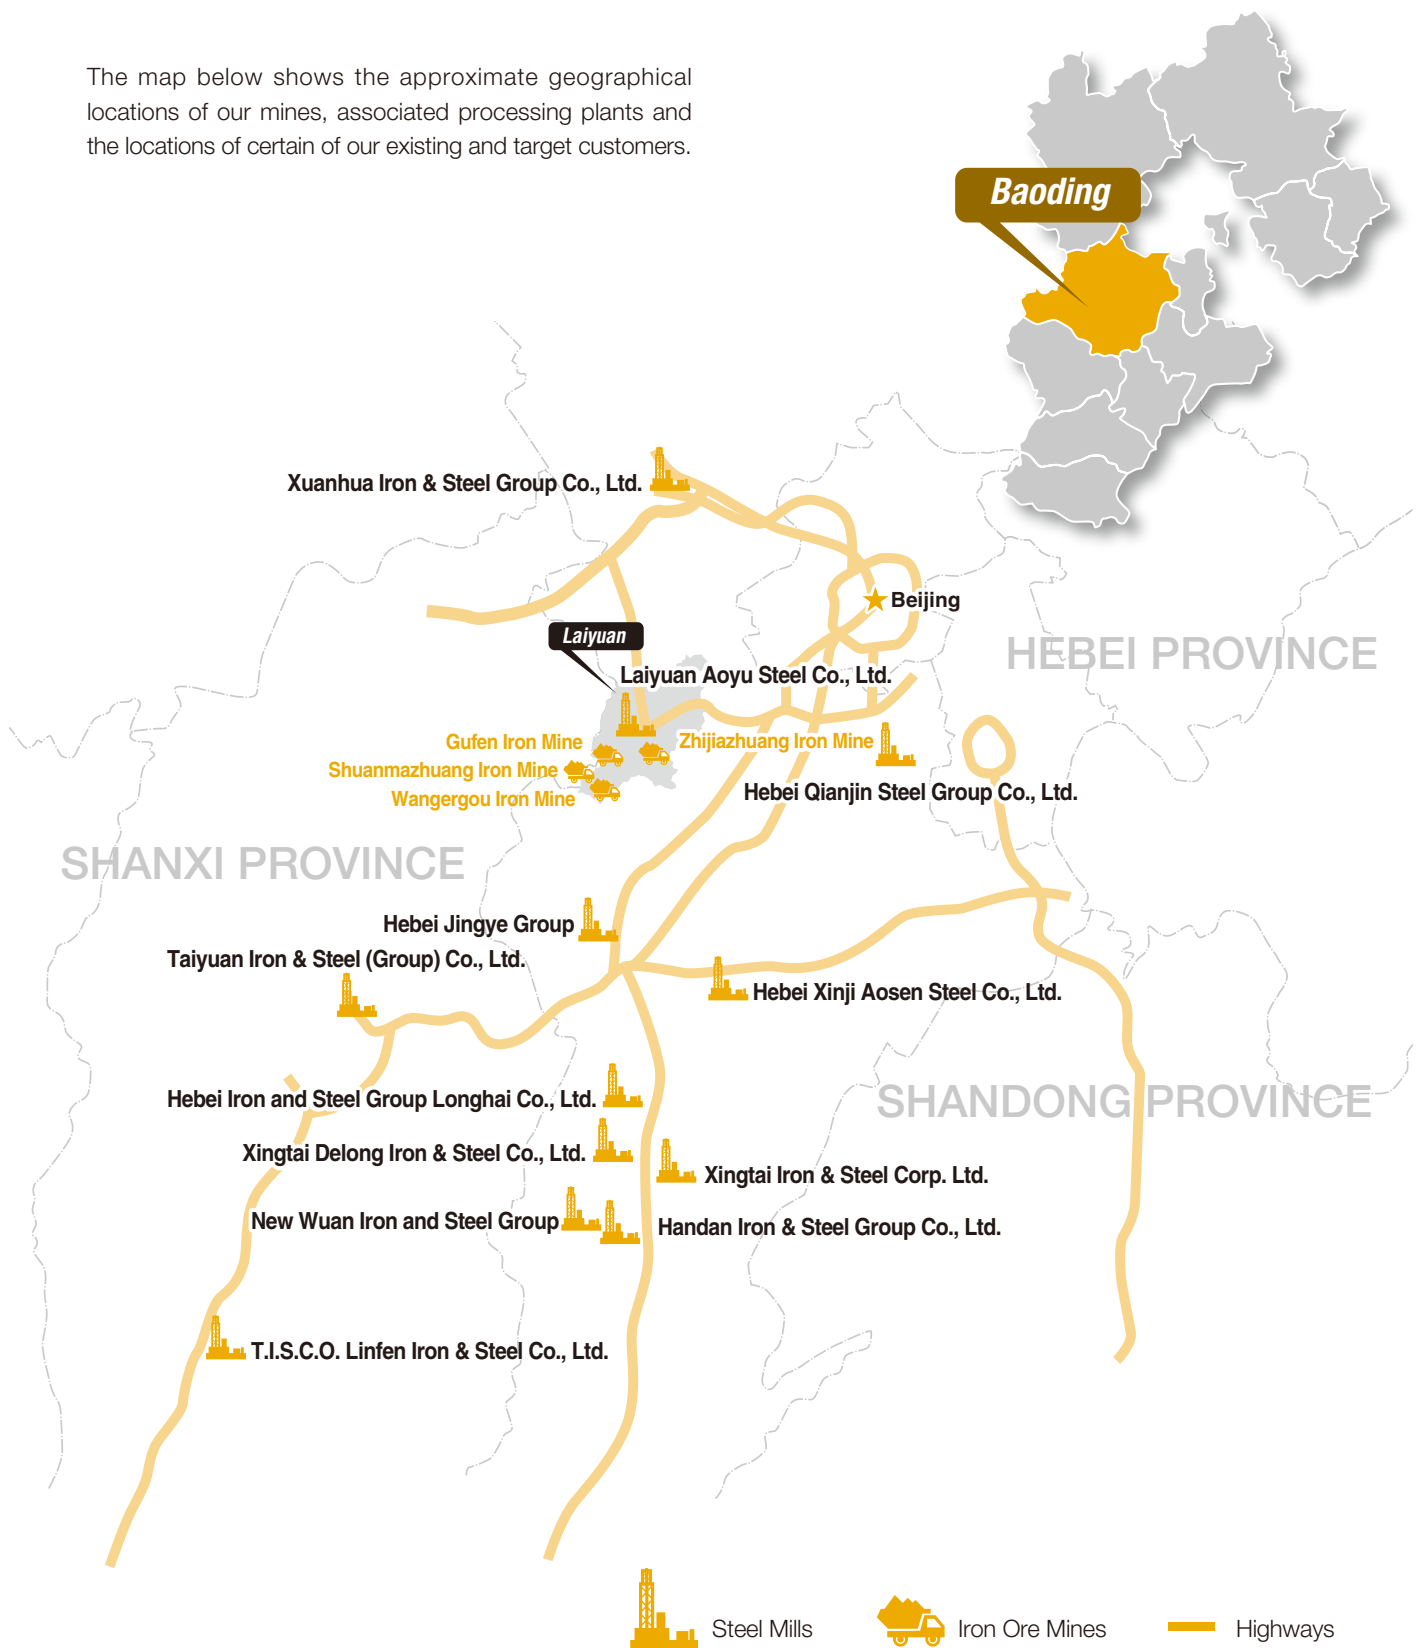 The map below shows the approximate geographical
locations of our mines, associated processing plants and
the locations of certain of our existing and target customers.
Baoding
Xuanhua Iron & Steel Group Co., Ltd.
Beijing
Laiyuan
HEBEI PROVINCE
Laiyuan Aoyu Steel Co., Ltd.
Gufen Iron Mine
Zhijiazhuang Iron Mine
Shuanmazhuang Iron Mine
Wangergou Iron Mine
Hebei Qianjin Steel Group Co., Ltd.
SHANXI PROVINCE
Hebei Jingye Group
Taiyuan Iron & Steel (Group) Co., Ltd.
Hebei Xinji Aosen Steel Co., Ltd.
Hebei Iron and Steel Group Longhai Co., Ltd.
SHANDONG PROVINCE
Xingtai Delong Iron & Steel Co., Ltd.
Xingtai Iron & Steel Corp. Ltd.
New Wuan Iron and Steel Group
Handan Iron & Steel Group Co., Ltd.
T.I.S.C.O. Linfen Iron & Steel Co., Ltd.
Steel Mills
Iron Ore Mines
Highways